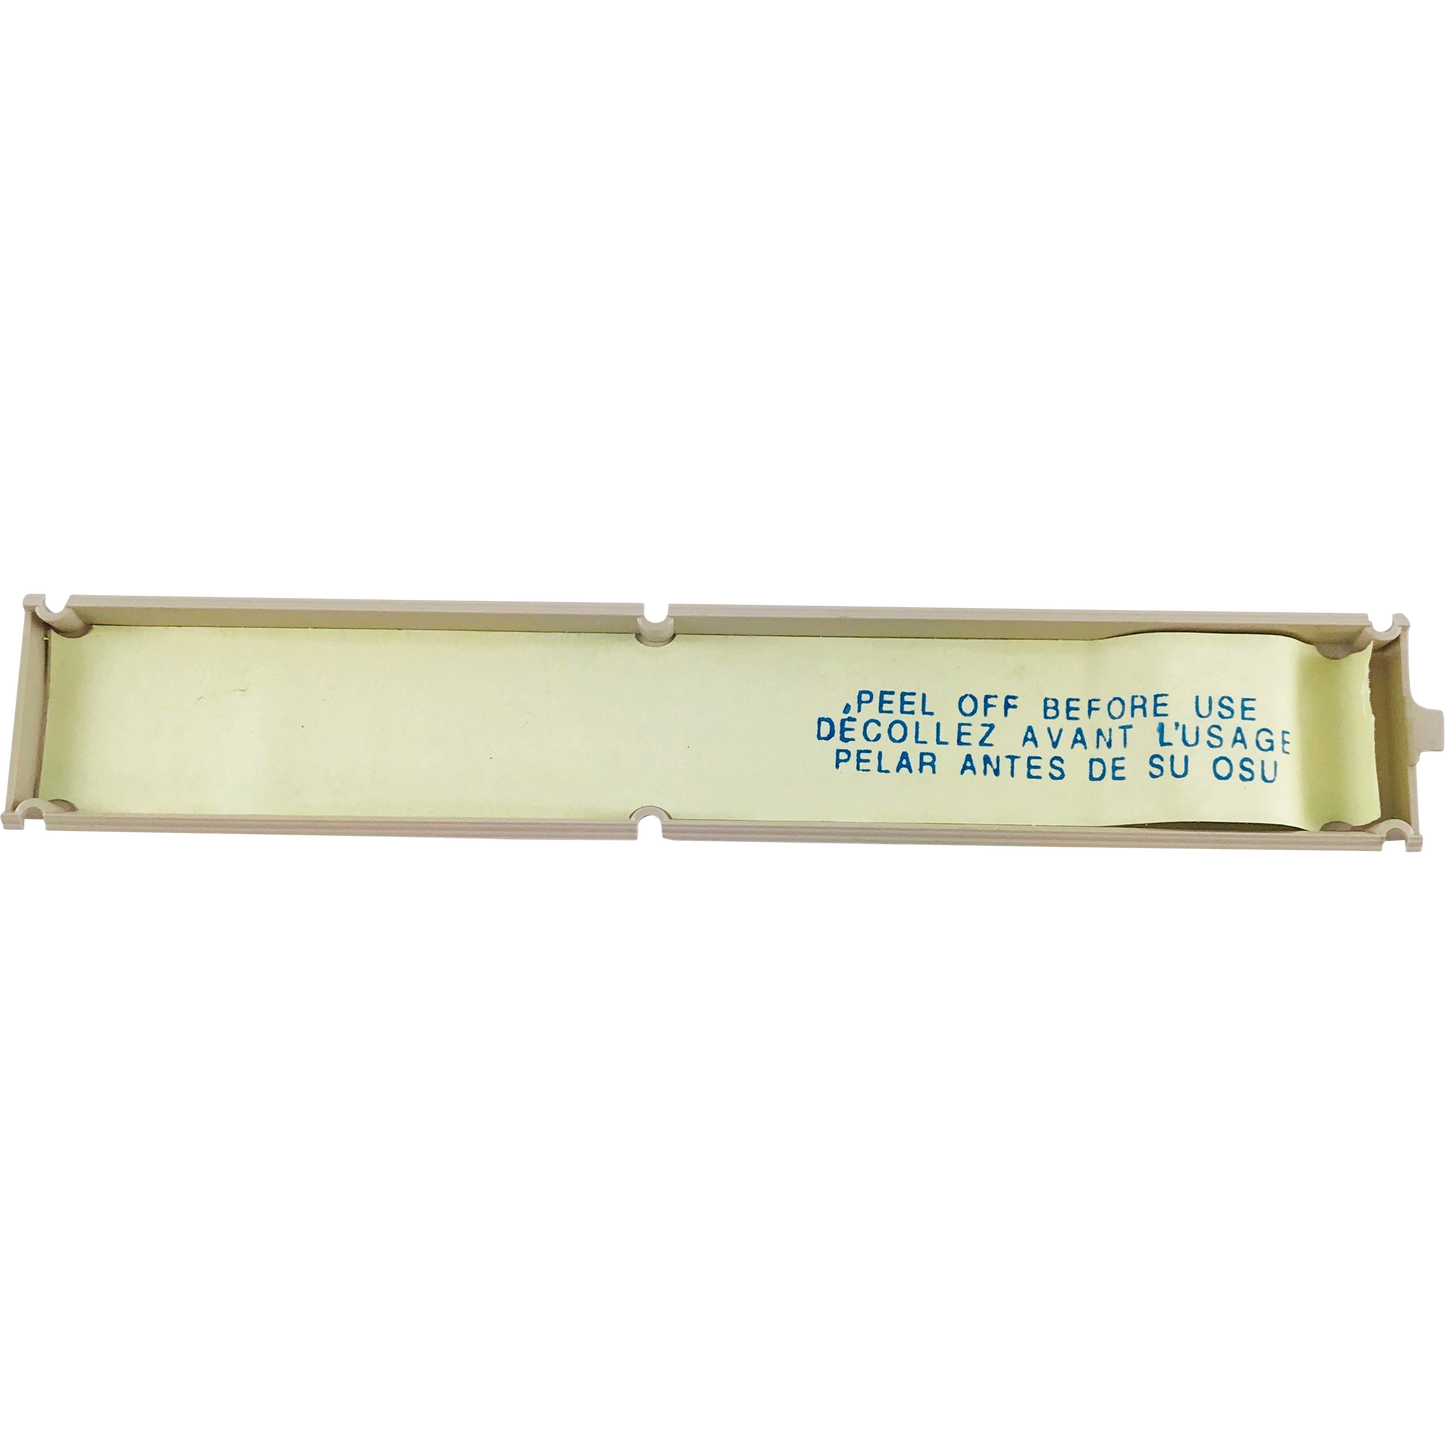 PEEL OFF BEFORE USE
DÉCOLLEZ AVANT L'USAGE
PELAR ANTES DE SU OSU